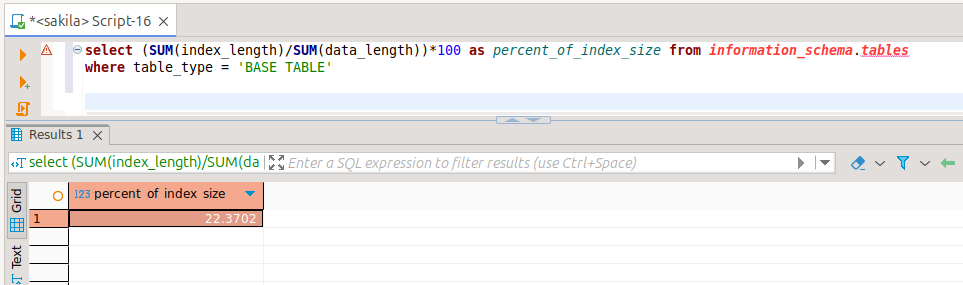 *<sakila> Script-16
select (SUM(index_length)/SUM(data_length))*100 as percent_of_index_size from information_schema.tables
where table_type = 'BASE TABLE'
Results 1
select (SUM(index_length)/SUM(da
Enter a SQL expression to filter results (use Ctrl+Space)
Grid
123 percent of index size
1 22.3702
Text